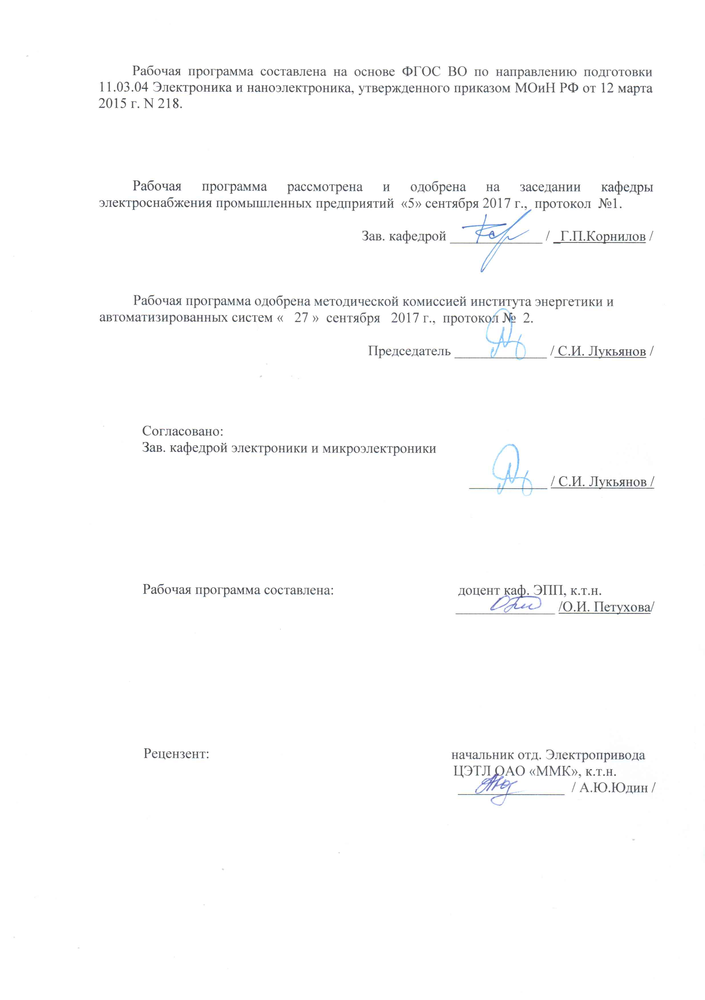 Рабочая программа составлена на основе ФГОС ВО по направлению подготовки
11.03.04 Электроника и наноэлектроника, утвержденного приказом МОиН РФ от 12 марта
2015 г. N 218.
Рабочая программа рассмотрена и одобрена на заседании кафедры
электроснабжения промышленных предприятий «5» сентября 2017 г., протокол №1.
Зав. кафедрой _____________ / _Г.П.Корнилов /
Рабочая программа одобрена методической комиссией института энергетики и
автоматизированных систем « 27 » сентября 2017 г., протокол № 2.
Председатель _____________ / С.И. Лукьянов /
Согласовано:
Зав. кафедрой электроники и микроэлектроники
___________ / С.И. Лукьянов /
Рабочая программа составлена: доцент каф. ЭПП, к.т.н.
______________ /О.И. Петухова/
Рецензент: начальник отд. Электропривода
ЦЭТЛ ОАО «ММК», к.т.н.
_______________ / А.Ю.Юдин /